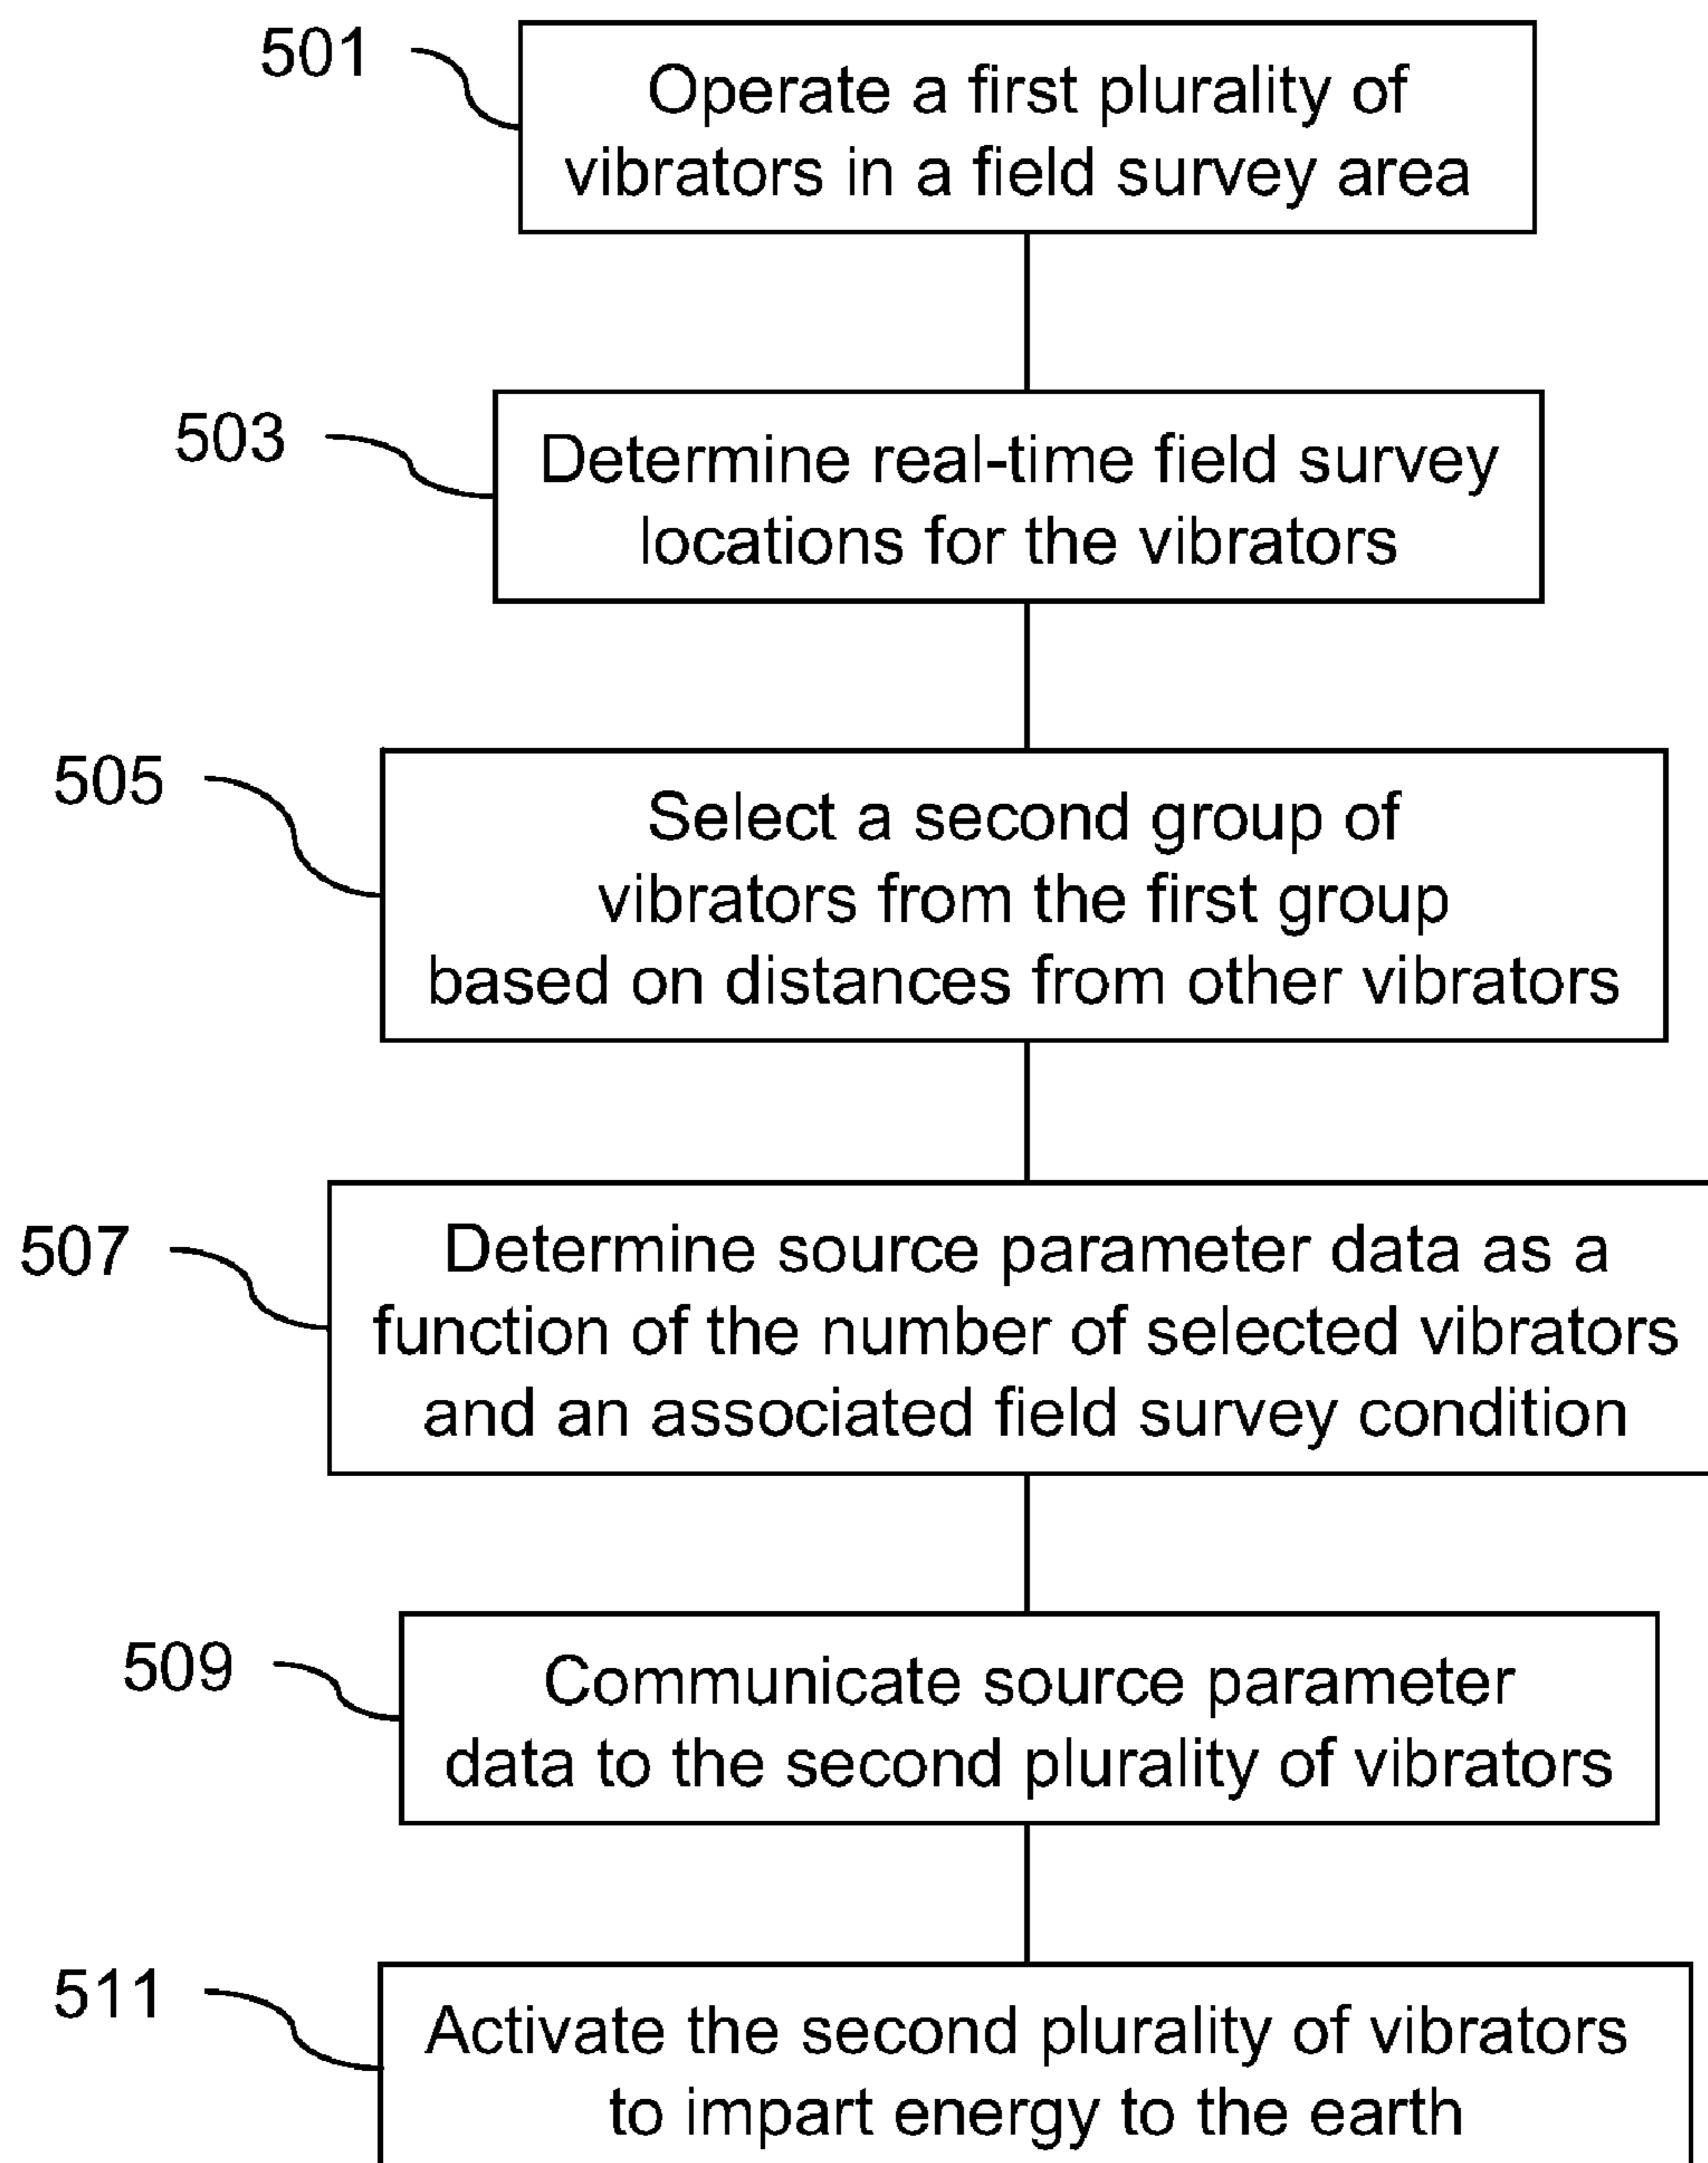 501
Operate a first plurality of
vibrators in a field survey area
503
Determine real-time field survey
locations for the vibrators
505
Select a second group of
vibrators from the first group
based on distances from other vibrators
507
Determine source parameter data as a
function of the number of selected vibrators
and an associated field survey condition
509
Communicate source parameter
data to the second plurality of vibrators
511
Activate the second plurality of vibrators
to impart energy to the earth